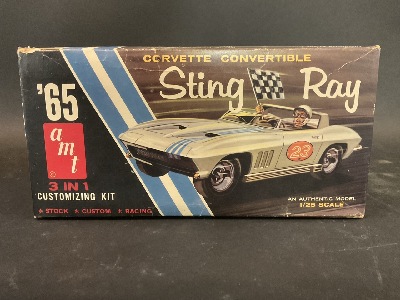 CORVETTE CONVERTIBLE
Sting Ray
'65
amt
©
3 IN 1
CUSTOMIZING KIT
★ STOCK ★ CUSTOM ★ RACING
23
AN AUTHENTIC MODEL
1/25 SCALE